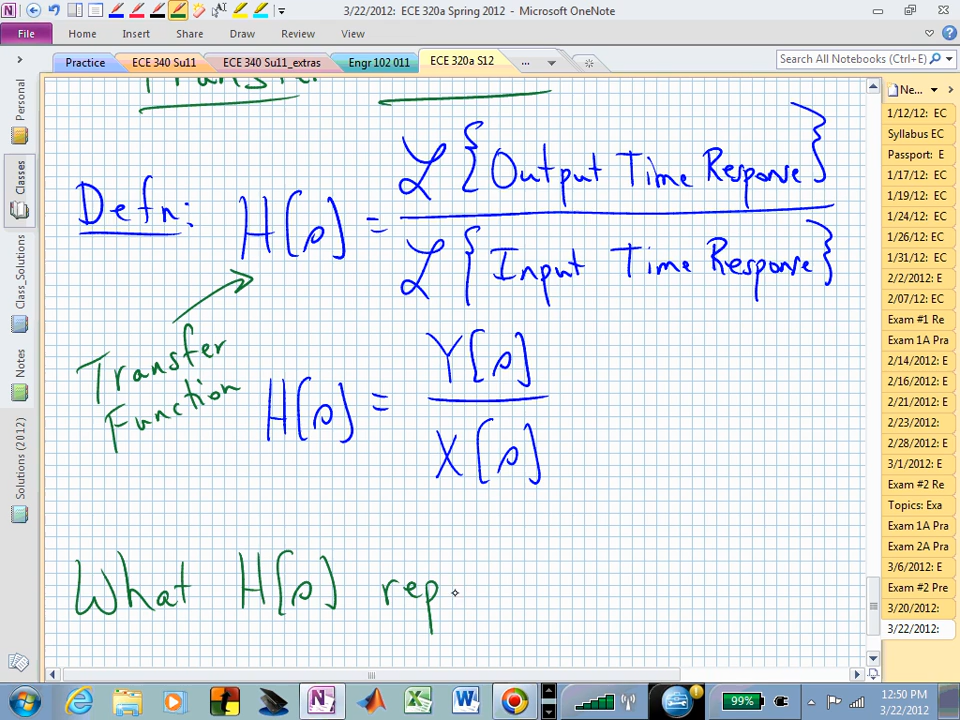 3/22/2012: ECE 320a Spring 2012 - Microsoft OneNote
File Home Insert Share Draw Review View
Practice ECE 340 Su11 ECE 340 Su11_extras Engr 102 011 ECE 320a S12 ... Search All Notebooks (Ctrl+E)
Personal
Classes
Class_Solutions
Notes
Solutions (2012)
Transfer
Defn: H[s] = ℒ{Output Time Response}
ℒ{Input Time Response}
Transfer
Function
H[s] = Y[s]
X[s]
What H[s] rep
Ne...
1/12/12: EC
Syllabus EC
Passport: E
1/17/12: EC
1/19/12: EC
1/24/12: EC
1/26/12: EC
1/31/12: EC
2/2/2012: E
2/07/12: EC
Exam #1 Re
Exam 1A Pra
2/14/2012: E
2/16/2012: E
2/21/2012: E
2/23/2012:
2/28/2012: E
3/1/2012: E
Exam #2 Re
Topics: Exa
Exam 1A Pra
Exam 2A Pra
3/6/2012: E
Exam #2 Pre
3/20/2012:
3/22/2012:
99%
12:50 PM
3/22/2012